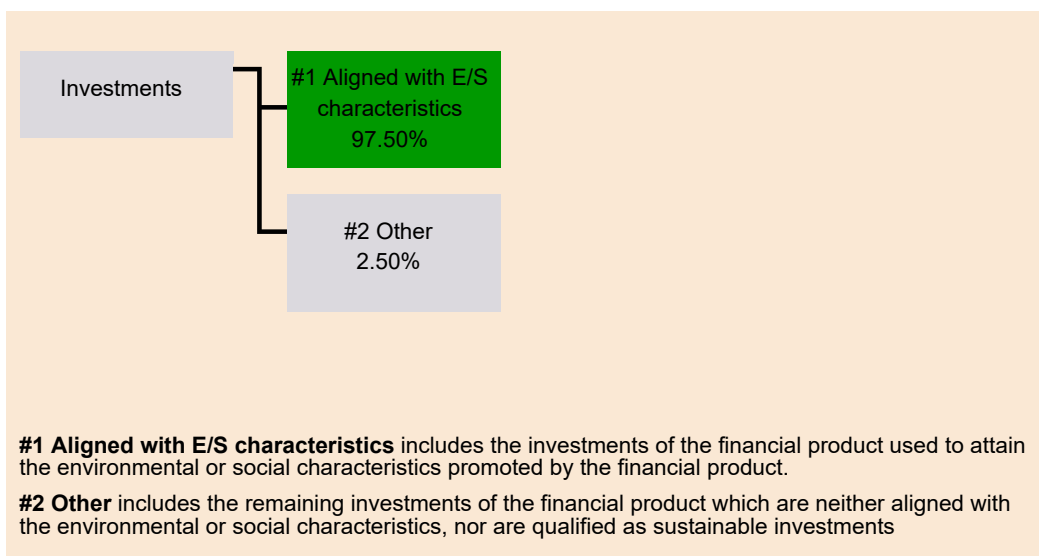 Investments
#1 Aligned with E/S
characteristics
97.50%
#2 Other
2.50%
#1 Aligned with E/S characteristics includes the investments of the financial product used to attain
the environmental or social characteristics promoted by the financial product.
#2 Other includes the remaining investments of the financial product which are neither aligned with
the environmental or social characteristics, nor are qualified as sustainable investments